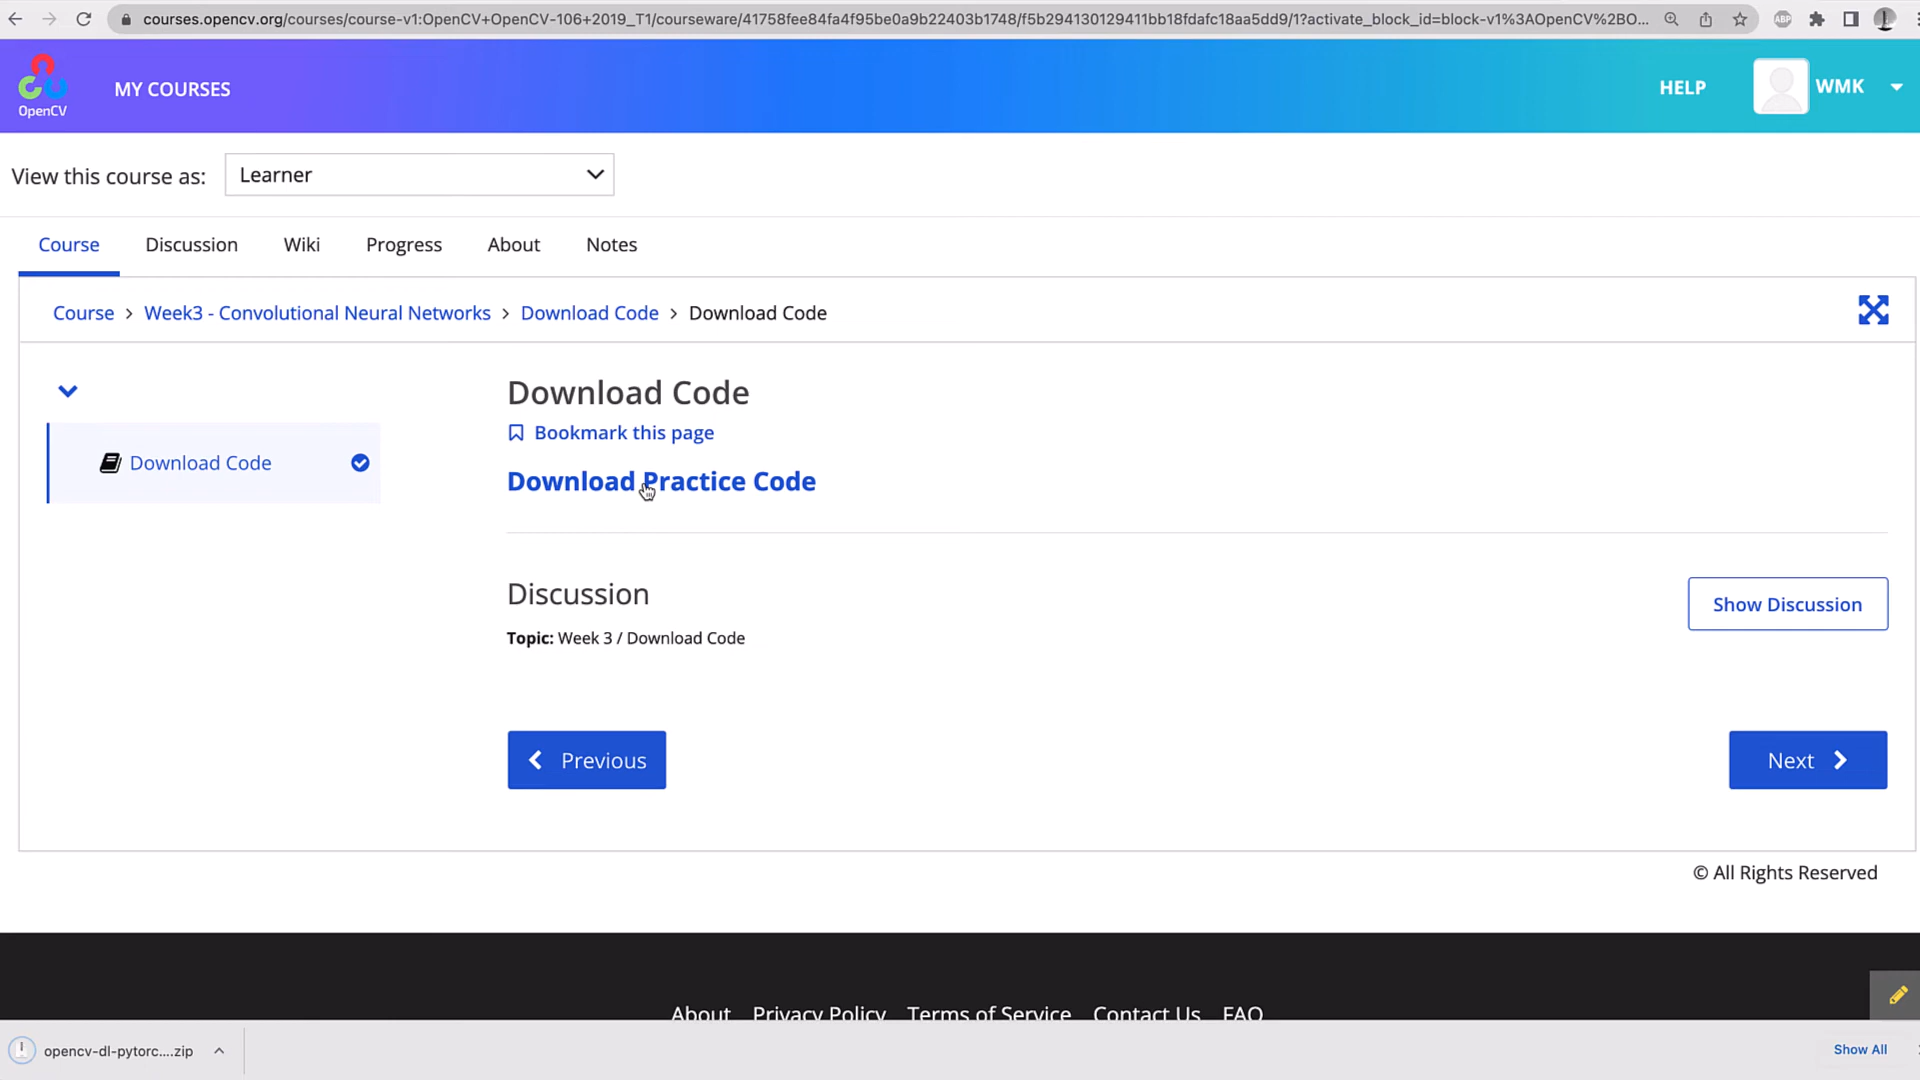 courses.opencv.org/courses/course-v1:OpenCV+OpenCV-106+2019_T1/courseware/41758fee84fa4f95be0a9b22403b1748/f5b294130129411bb18fdafc18aa5dd9/1?activate_block_id=block-v1%3AOpenCV%2BO...
ABP
OpenCV
MY COURSES
HELP
WMK
View this course as:
Learner
Course
Discussion
Wiki
Progress
About
Notes
Course > Week3 - Convolutional Neural Networks > Download Code > Download Code
Download Code
Bookmark this page
Download Code
Download Practice Code
Discussion
Show Discussion
Topic: Week 3 / Download Code
Previous
Next
© All Rights Reserved
About Privacy Policy Terms of Service Contact Us FAQ
opencv-dl-pytorc....zip
Show All